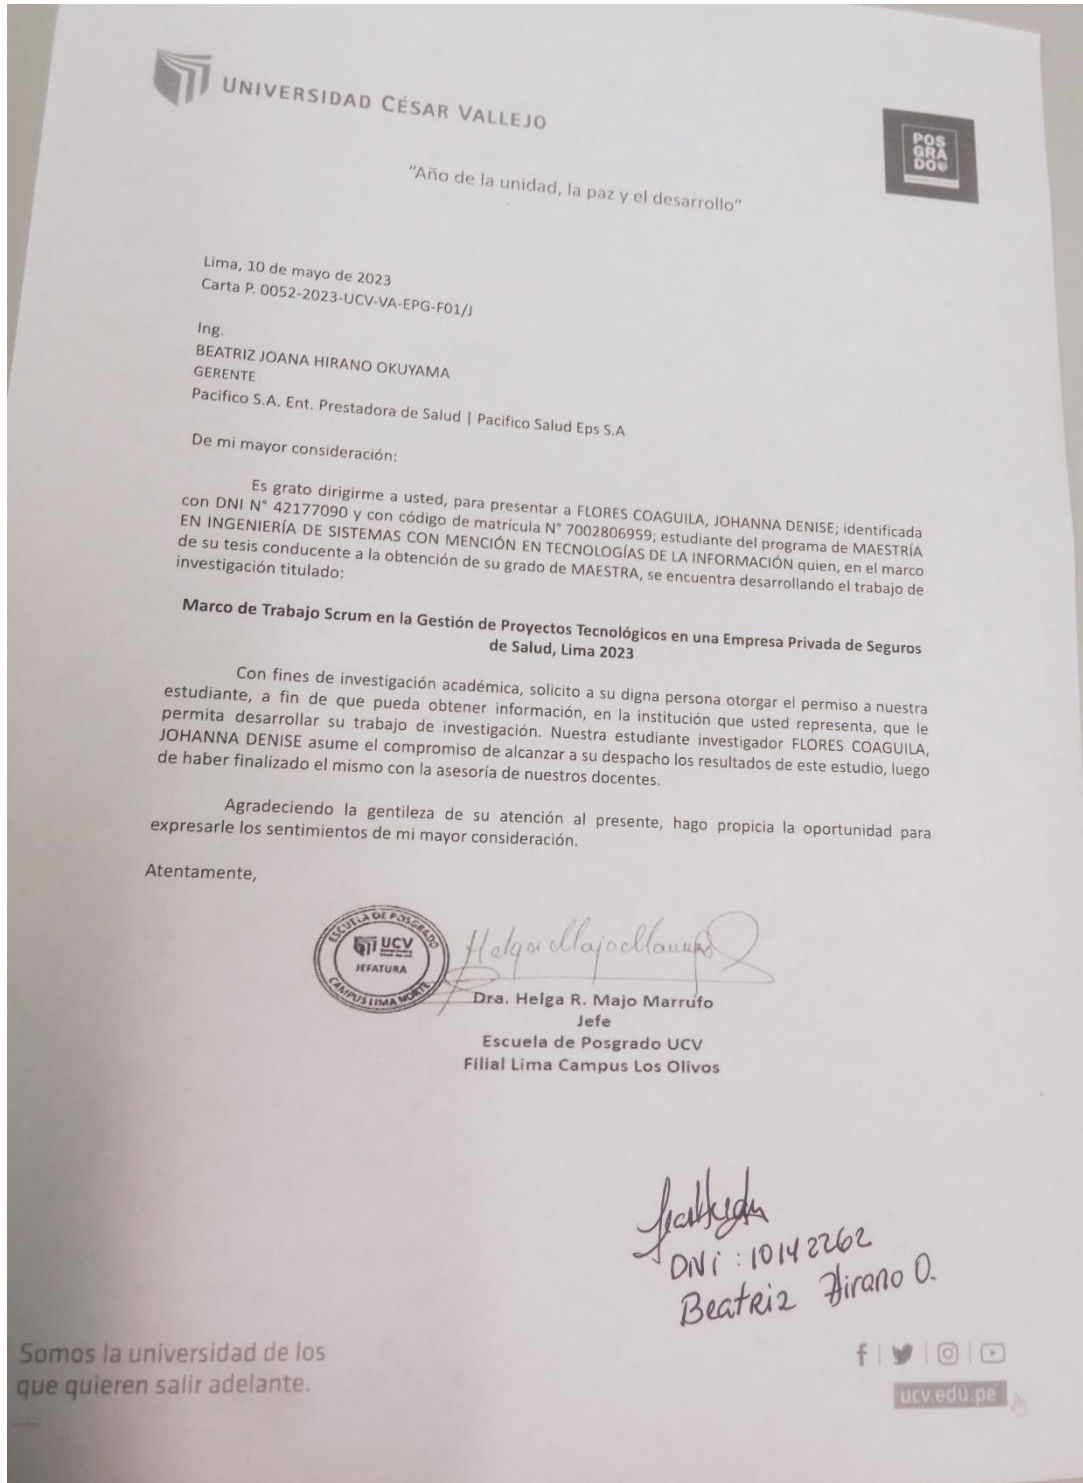 UNIVERSIDAD CÉSAR VALLEJO
POS
GRA
DO
"Año de la unidad, la paz y el desarrollo"
Lima, 10 de mayo de 2023
Carta P. 0052-2023-UCV-VA-EPG-F01/J
Ing.
BEATRIZ JOANA HIRANO OKUYAMA
GERENTE
Pacifico S.A. Ent. Prestadora de Salud | Pacifico Salud Eps S.A
De mi mayor consideración:
Es grato dirigirme a usted, para presentar a FLORES COAGUILA, JOHANNA DENISE; identificada
con DNI N° 42177090 y con código de matrícula N° 7002806959; estudiante del programa de MAESTRÍA
EN INGENIERÍA DE SISTEMAS CON MENCIÓN EN TECNOLOGÍAS DE LA INFORMACIÓN quien, en el marco
de su tesis conducente a la obtención de su grado de MAESTRA, se encuentra desarrollando el trabajo de
investigación titulado:
Marco de Trabajo Scrum en la Gestión de Proyectos Tecnológicos en una Empresa Privada de Seguros
de Salud, Lima 2023
Con fines de investigación académica, solicito a su digna persona otorgar el permiso a nuestra
estudiante, a fin de que pueda obtener información, en la institución que usted representa, que le
permita desarrollar su trabajo de investigación. Nuestra estudiante investigador FLORES COAGUILA,
JOHANNA DENISE asume el compromiso de alcanzar a su despacho los resultados de este estudio, luego
de haber finalizado el mismo con la asesoría de nuestros docentes.
Agradeciendo la gentileza de su atención al presente, hago propicia la oportunidad para
expresarle los sentimientos de mi mayor consideración.
Atentamente,
ESCUELA DE POSGRADO
UCV
JEFATURA
CAMPUS LIMA NORTE
Helga Majo Marrufo
Dra. Helga R. Majo Marrufo
Jefe
Escuela de Posgrado UCV
Filial Lima Campus Los Olivos
DNi : 10142262
Beatriz Hirano O.
Somos la universidad de los
que quieren salir adelante.
ucv.edu.pe